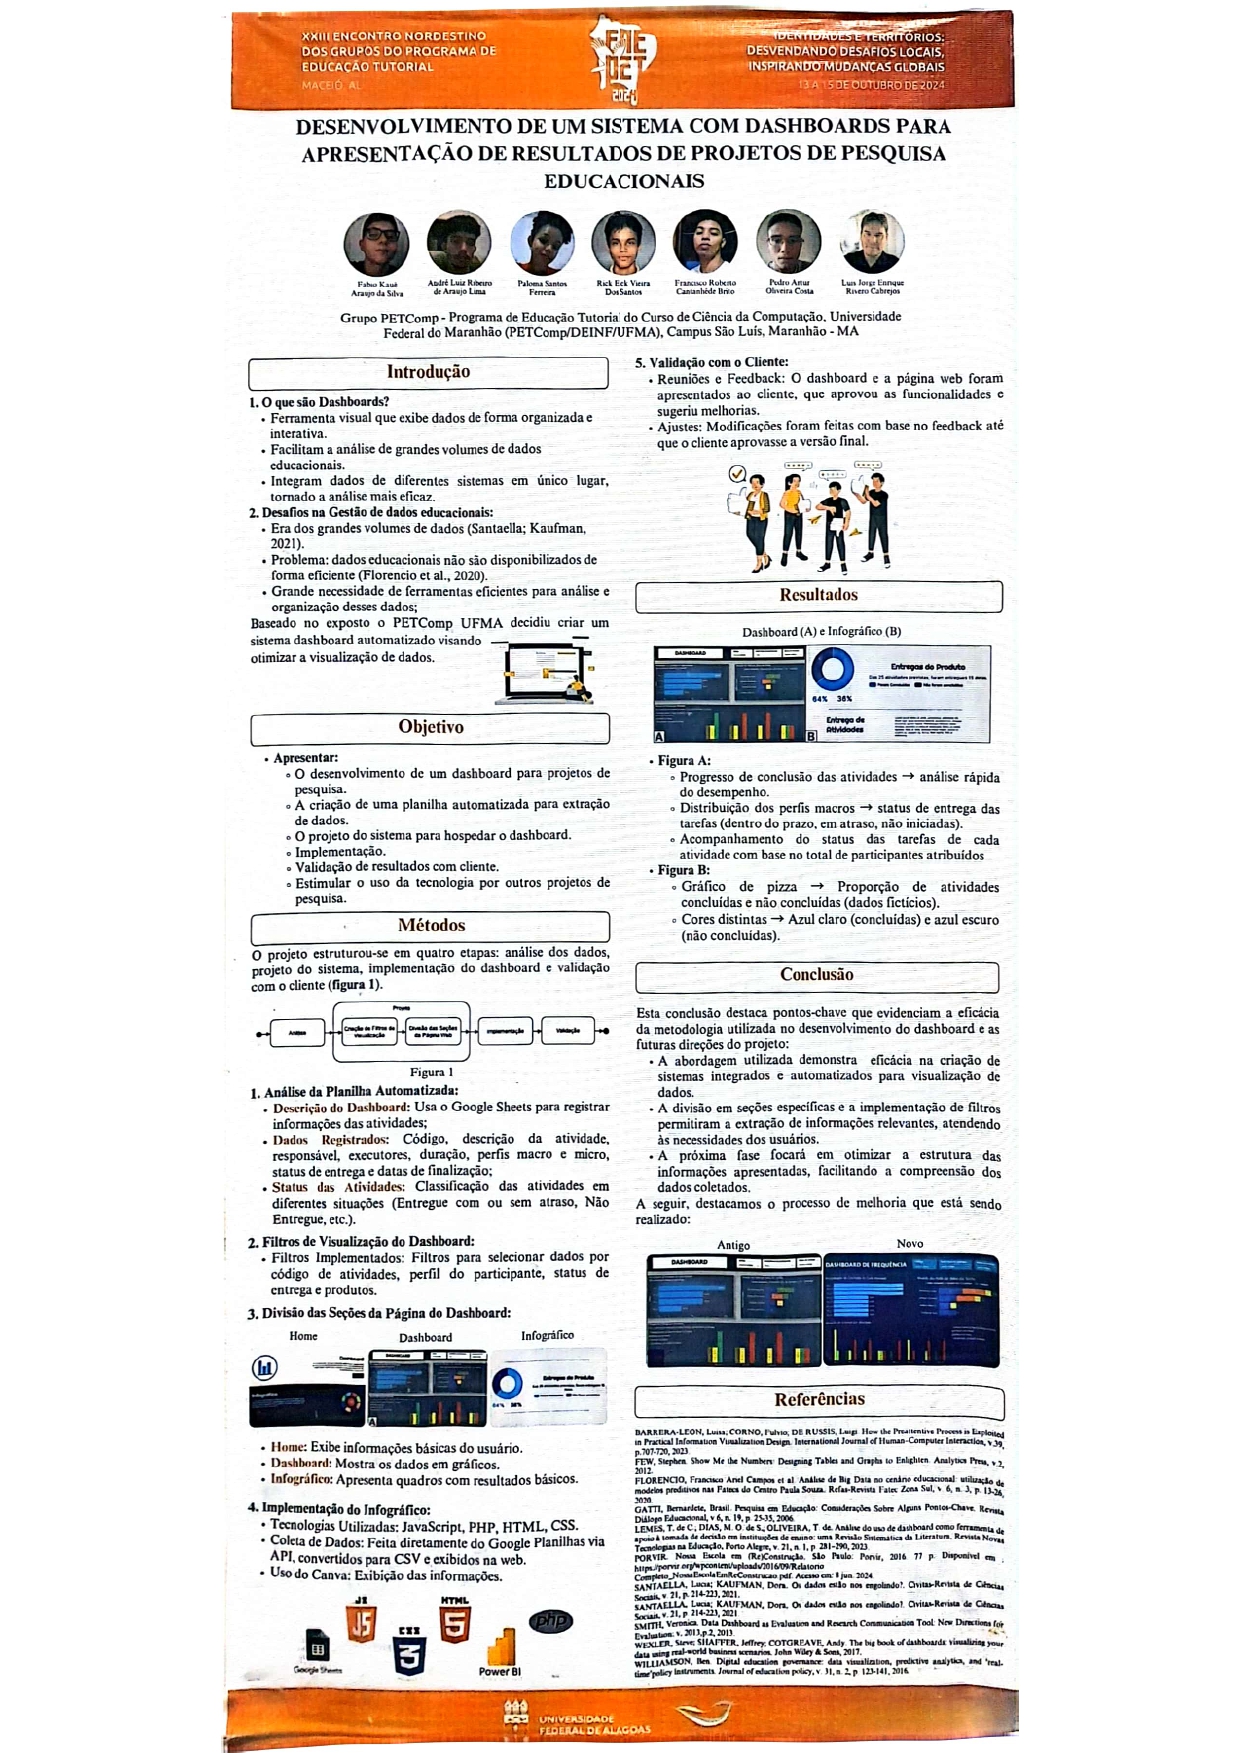 XXIII ENCONTRO NORDESTINO
DOS GRUPOS DO PROGRAMA DE
EDUCAÇÃO TUTORIAL
MACEIÓ AL
2024
IDENTIDADES E TERRITÓRIOS:
DESVENDANDO DESAFIOS LOCAIS,
INSPIRANDO MUDANÇAS GLOBAIS
13 A 15 DE OUTUBRO DE 2024
DESENVOLVIMENTO DE UM SISTEMA COM DASHBOARDS PARA
APRESENTAÇÃO DE RESULTADOS DE PROJETOS DE PESQUISA
EDUCACIONAIS
Fabio Kauê
Araujo da Silva
André Luiz Ribeiro
de Araujo Lima
Paloma Santos
Ferreira
Rick Eck Vieira
DosSantos
Francisco Roberto
Cantanhêde Brito
Pedro Artur
Oliveira Costa
Luis Jorge Enrique
Rivero Cabrejos
Grupo PETComp - Programa de Educação Tutoria do Curso de Ciência da Computação. Universidade
Federal do Maranhão (PETComp/DEINF/UFMA), Campus São Luís, Maranhão - MA
Introdução
1. O que são Dashboards?
• Ferramenta visual que exibe dados de forma organizada e
interativa.
• Facilitam a análise de grandes volumes de dados
educacionais.
• Integram dados de diferentes sistemas em único lugar,
tornado a análise mais eficaz.
2. Desafios na Gestão de dados educacionais:
• Era dos grandes volumes de dados (Santaella; Kaufman,
2021).
• Problema: dados educacionais não são disponibilizados de
forma eficiente (Florencio et al., 2020).
• Grande necessidade de ferramentas eficientes para análise e
organização desses dados;
Baseado no exposto o PETComp UFMA decidiu criar um
sistema dashboard automatizado visando
otimizar a visualização de dados.
Objetivo
• Apresentar:
◦ O desenvolvimento de um dashboard para projetos de
pesquisa.
◦ A criação de uma planilha automatizada para extração
de dados.
◦ O projeto do sistema para hospedar o dashboard.
◦ Implementação.
◦ Validação de resultados com cliente.
◦ Estimular o uso da tecnologia por outros projetos de
pesquisa.
Métodos
O projeto estruturou-se em quatro etapas: análise dos dados,
projeto do sistema, implementação do dashboard e validação
com o cliente (figura 1).
Projeto
Análise
Criação de Filtros de
Visualização
Divisão das Seções
da Página Web
Implementação
Validação
Figura 1
1. Análise da Planilha Automatizada:
• Descrição do Dashboard: Usa o Google Sheets para registrar
informações das atividades;
• Dados Registrados: Código, descrição da atividade,
responsável, executores, duração, perfis macro e micro,
status de entrega e datas de finalização;
• Status das Atividades: Classificação das atividades em
diferentes situações (Entregue com ou sem atraso, Não
Entregue, etc.).
2. Filtros de Visualização do Dashboard:
• Filtros Implementados: Filtros para selecionar dados por
código de atividades, perfil do participante, status de
entrega e produtos.
3. Divisão das Seções da Página do Dashboard:
Home
Dashboard
Infográfico
DASHBOARD
A
Entregas do Produto
64% 36%
• Home: Exibe informações básicas do usuário.
• Dashboard: Mostra os dados em gráficos.
• Infográfico: Apresenta quadros com resultados básicos.
4. Implementação do Infográfico:
• Tecnologias Utilizadas: JavaScript, PHP, HTML, CSS.
• Coleta de Dados: Feita diretamente do Google Planilhas via
API, convertidos para CSV e exibidos na web.
• Uso do Canva: Exibição das informações.
Google Sheets
JS
CSS
HTML
Power BI
php
5. Validação com o Cliente:
• Reuniões e Feedback: O dashboard e a página web foram
apresentados ao cliente, que aprovou as funcionalidades e
sugeriu melhorias.
• Ajustes: Modificações foram feitas com base no feedback até
que o cliente aprovasse a versão final.
Resultados
Dashboard (A) e Infográfico (B)
DASHBOARD
A
64% 36%
B
Entregas do Produto
Entrega de
Atividades
• Figura A:
◦ Progresso de conclusão das atividades → análise rápida
do desempenho.
◦ Distribuição dos perfis macros → status de entrega das
tarefas (dentro do prazo, em atraso, não iniciadas).
◦ Acompanhamento do status das tarefas de cada
atividade com base no total de participantes atribuídos
• Figura B:
◦ Gráfico de pizza → Proporção de atividades
concluídas e não concluídas (dados fictícios).
◦ Cores distintas → Azul claro (concluídas) e azul escuro
(não concluídas).
Conclusão
Esta conclusão destaca pontos-chave que evidenciam a eficácia
da metodologia utilizada no desenvolvimento do dashboard e as
futuras direções do projeto:
• A abordagem utilizada demonstra eficácia na criação de
sistemas integrados e automatizados para visualização de
dados.
• A divisão em seções específicas e a implementação de filtros
permitiram a extração de informações relevantes, atendendo
às necessidades dos usuários.
• A próxima fase focará em otimizar a estrutura das
informações apresentadas, facilitando a compreensão dos
dados coletados.
A seguir, destacamos o processo de melhoria que está sendo
realizado:
Antigo
Novo
DASHBOARD
DASHBOARD DE FREQUÊNCIA
Referências
BARRERA-LEON, Luisa; CORNO, Fulvio; DE RUSSIS, Luigi. How the Preattentive Process is Exploited
in Practical Information Visualization Design. International Journal of Human-Computer Interaction, v.39,
p.707-720, 2023
FEW, Stephen. Show Me the Numbers: Designing Tables and Graphs to Enlighten. Analytics Press, v.2,
2012.
FLORENCIO, Francisco Ariel Campos et al. Análise de Big Data no cenário educacional: utilização de
modelos preditivos nas Fatecs do Centro Paula Souza. Refas-Revista Fatec Zona Sul, v. 6, n. 3, p. 13-26,
2020.
GATTI, Bernardete, Brasil. Pesquisa em Educação: Considerações Sobre Alguns Pontos-Chave. Revista
Diálogo Educacional, v 6, n. 19, p. 25-35, 2006.
LEMES, T. de C.; DIAS, M. O. de S.; OLIVEIRA, T. de. Análise do uso de dashboard como ferramenta de
apoio à tomada de decisão em instituições de ensino: uma Revisão Sistemática da Literatura. Revista Novas
Tecnologias na Educação, Porto Alegre, v. 21, n. 1, p 281-290, 2023.
PORVIR. Nossa Escola em (Re)Construção. São Paulo: Porvir, 2016 77 p. Disponível em :
https://porvir.org/wpcontent/uploads/2016/09/Relatorio
Completo_NossaEscolaEmReConstrucao pdf. Acesso em: 1 jun. 2024
SANTAELLA, Lucia; KAUFMAN, Dora. Os dados estão nos engolindo?. Civitas-Revista de Ciências
Sociais, v. 21, p. 214-223, 2021.
SANTAELLA, Lucia; KAUFMAN, Dora. Os dados estão nos engolindo?. Civitas-Revista de Ciências
Sociais, v. 21, p 214-223, 2021
SMITH, Veronica. Data Dashboard as Evaluation and Research Communication Tool: New Directions for
Evaluation: v. 2013,p.2, 2013.
WEXLER, Steve; SHAFFER, Jeffrey; COTGREAVE, Andy. The big book of dashboards: visualizing your
data using real-world business scenarios. John Wiley & Sons, 2017.
WILLIAMSON, Ben. Digital education governance: data visualization, predictive analytics, and 'real-
time'policy instruments. Journal of education policy, v. 31, n. 2, p 123-141, 2016
UNIVERSIDADE
FEDERAL DE ALAGOAS